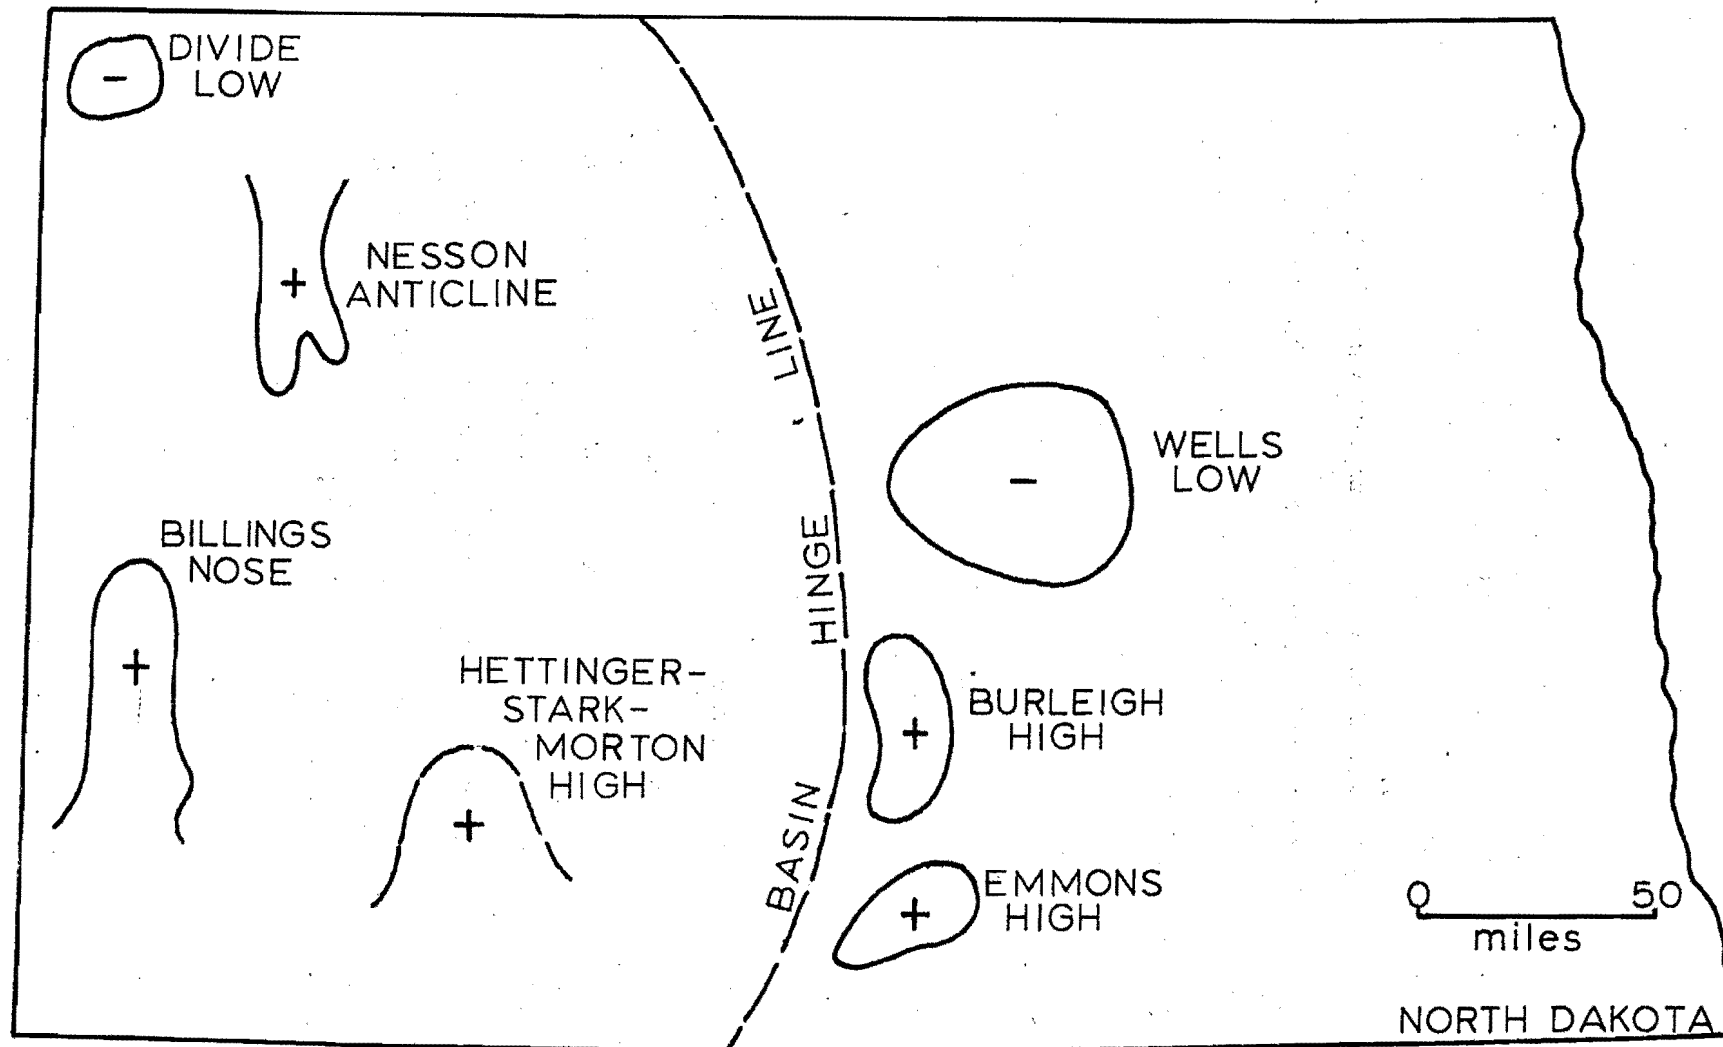 DIVIDE
LOW
NESSON
ANTICLINE
BASIN HINGE LINE
WELLS
LOW
BILLINGS
NOSE
HETTINGER-
STARK-
MORTON
HIGH
BURLEIGH
HIGH
EMMONS
HIGH
0 50
miles
NORTH DAKOTA